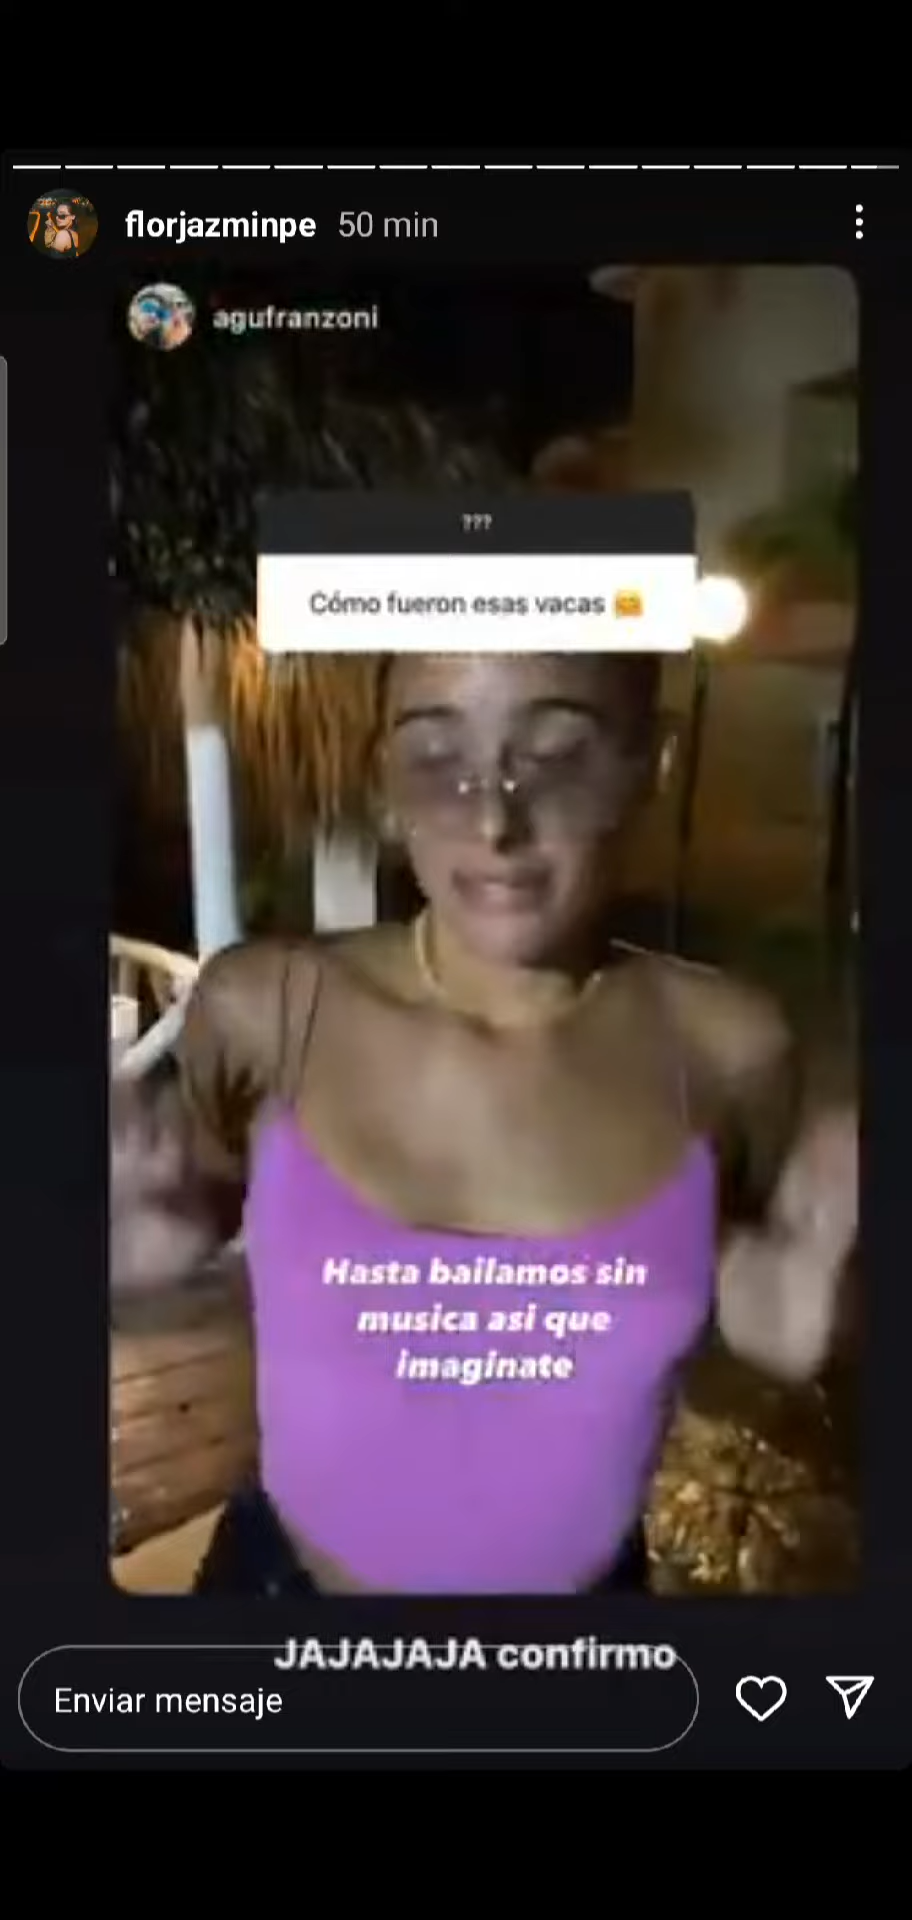 florjazminpe 50 min
agufranzoni
???
Cómo fueron esas vacas 😊
Hasta bailamos sin
musica asi que
imaginate
JAJAJAJA confirmo
Enviar mensaje